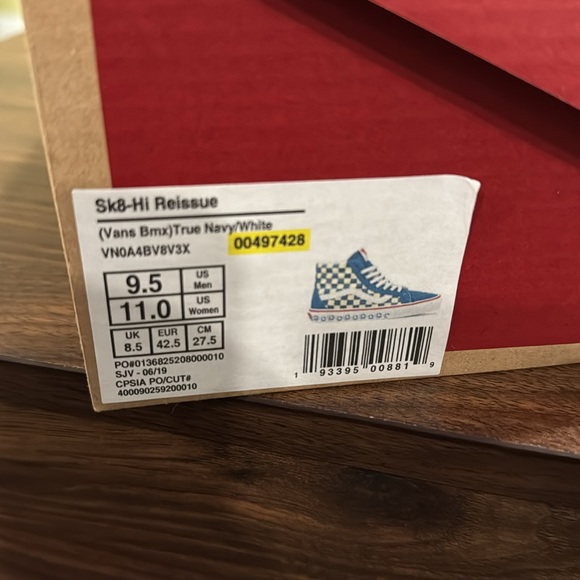 Sk8-Hi Reissue
(Vans Bmx)True Navy/White
VN0A4BV8V3X
00497428
9.5 US Men
11.0 US Women
UK EUR CM
8.5 42.5 27.5
PO#0136825208000010
SJV - 06/19
CPSIA PO/CUT#
400090259200010
1 93395 00881 9